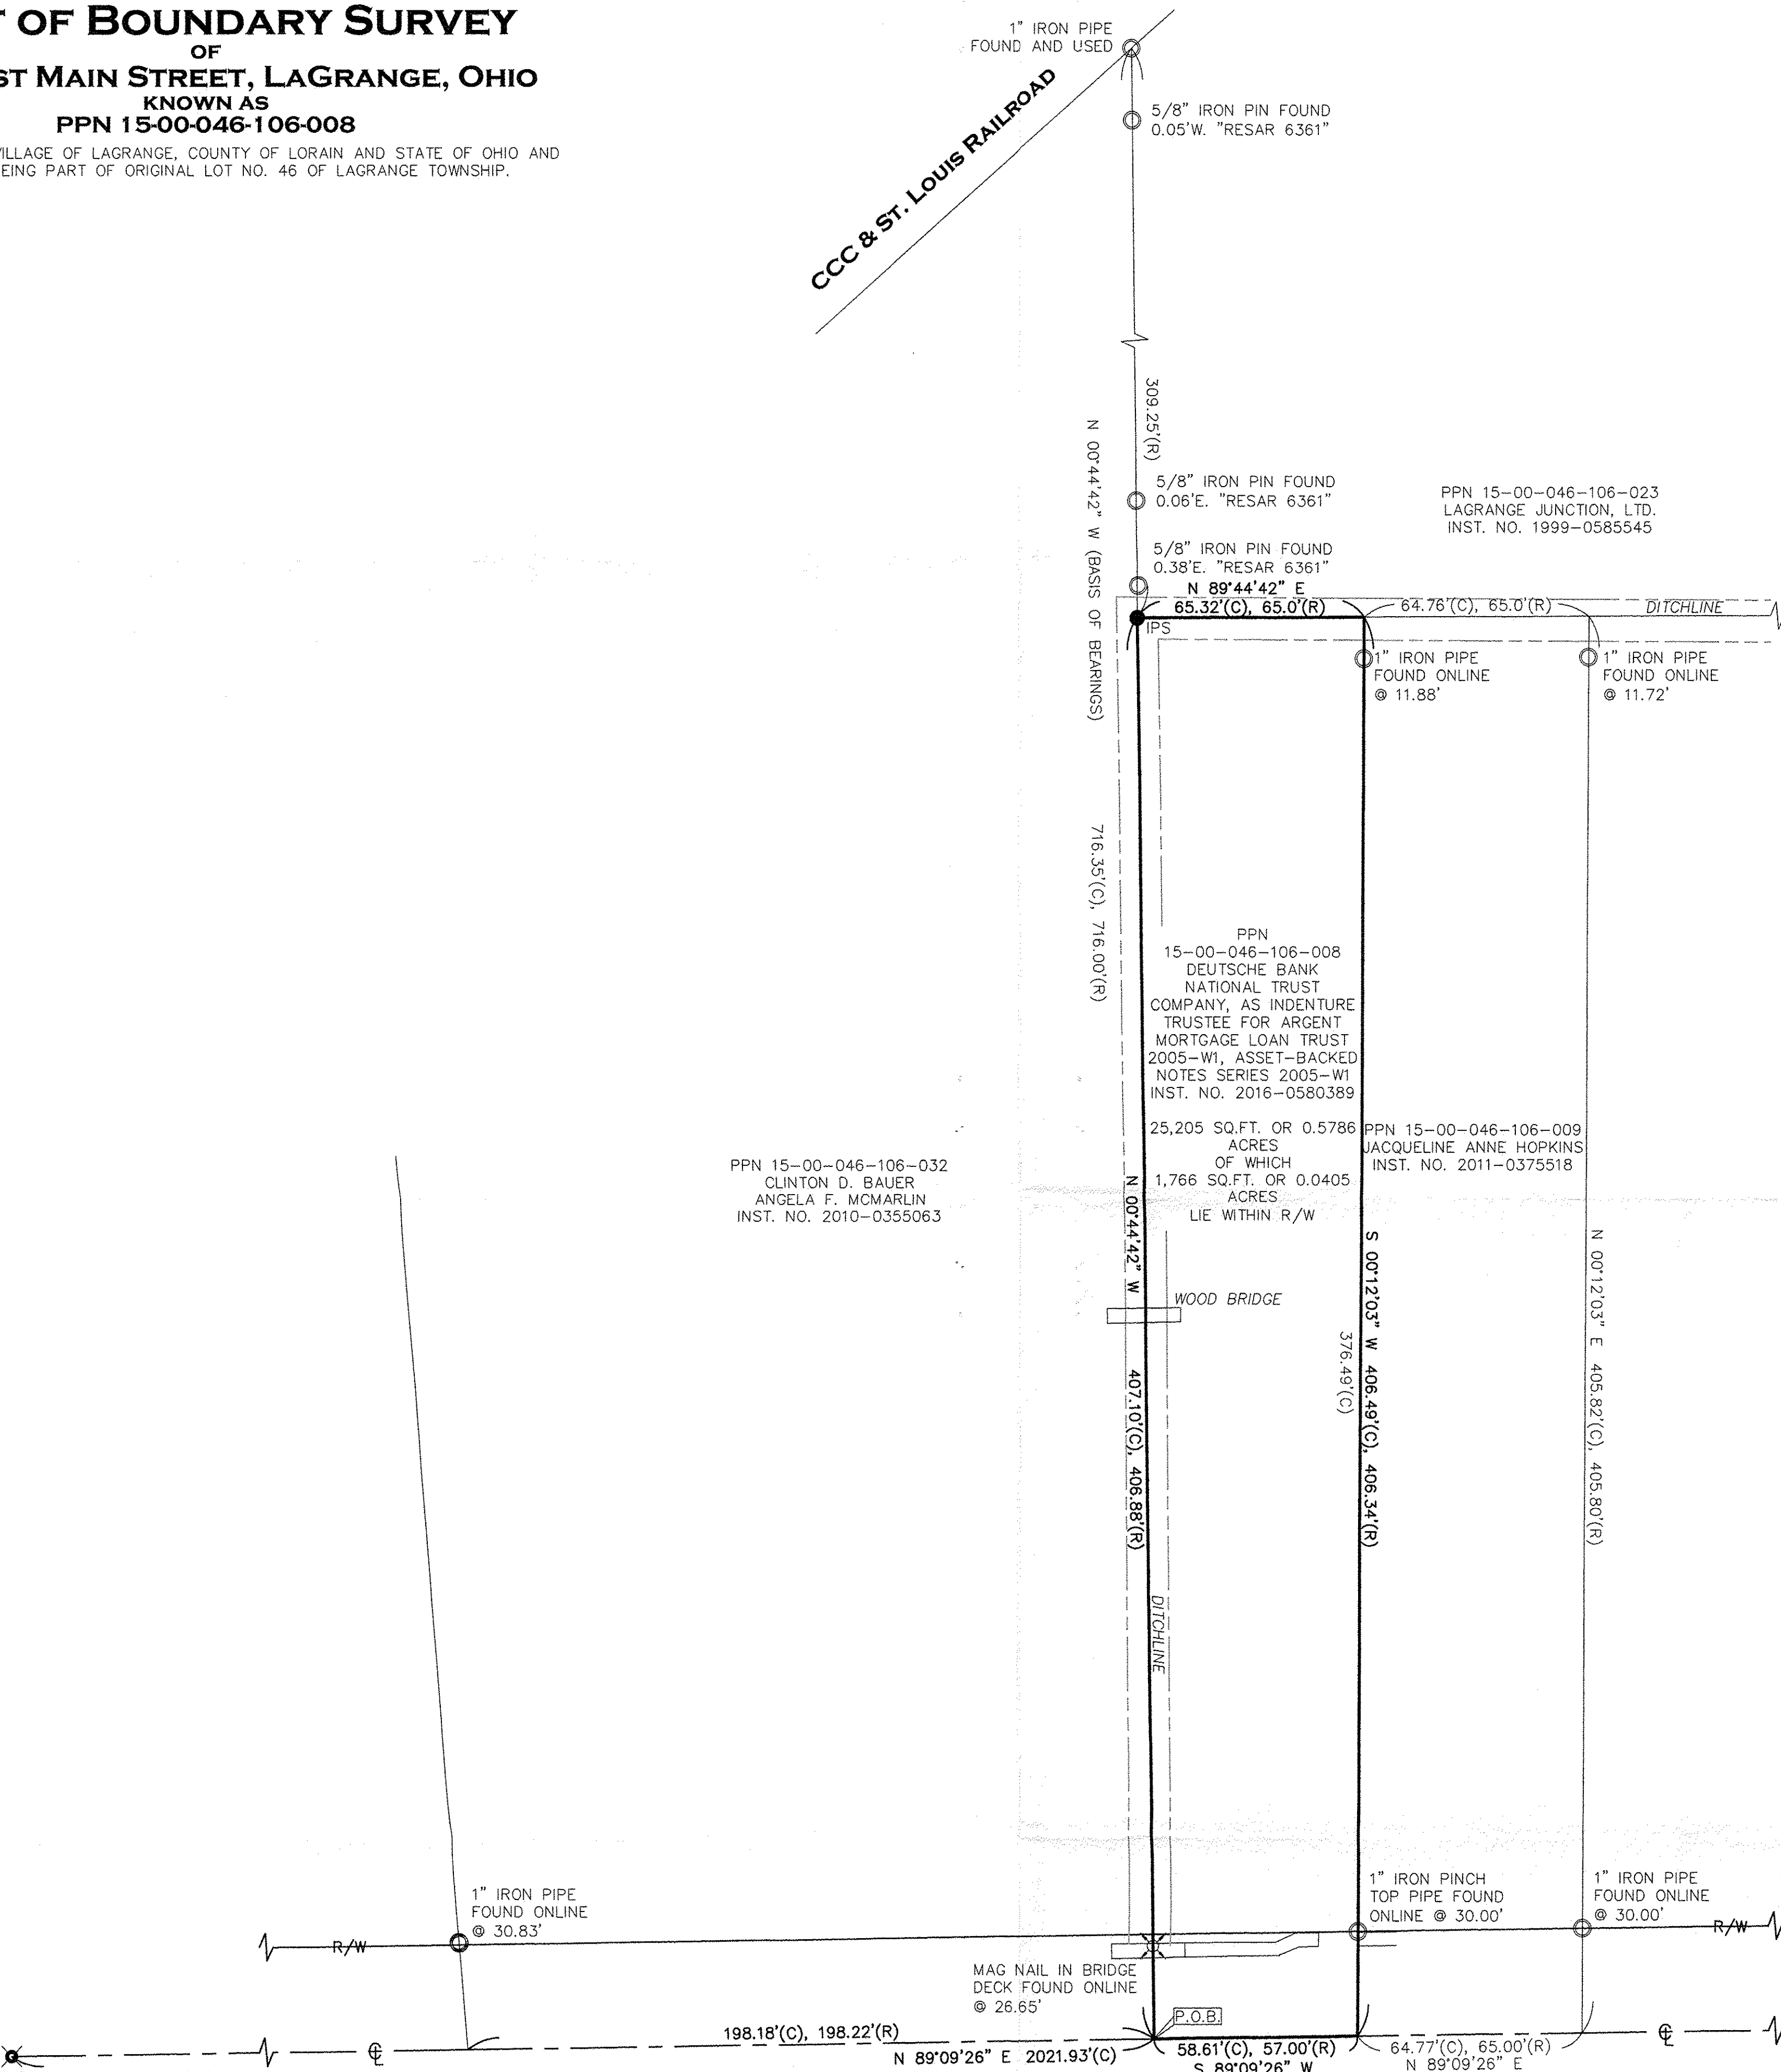 OF BOUNDARY SURVEY
OF
ST MAIN STREET, LAGRANGE, OHIO
KNOWN AS
PPN 15-00-046-106-008
VILLAGE OF LAGRANGE, COUNTY OF LORAIN AND STATE OF OHIO AND
EING PART OF ORIGINAL LOT NO. 46 OF LAGRANGE TOWNSHIP.
1" IRON PIPE
FOUND AND USED
CCC & ST. LOUIS RAILROAD
5/8" IRON PIN FOUND
0.05'W. "RESAR 6361"
309.25'(R)
N 00°44'42" W (BASIS OF BEARINGS)
716.35'(C), 716.00'(R)
5/8" IRON PIN FOUND
0.06'E. "RESAR 6361"
5/8" IRON PIN FOUND
0.38'E. "RESAR 6361"
PPN 15-00-046-106-023
LAGRANGE JUNCTION, LTD.
INST. NO. 1999-0585545
N 89°44'42" E
65.32'(C), 65.0'(R)
64.76'(C), 65.0'(R)
DITCHLINE
IPS
1" IRON PIPE
FOUND ONLINE
@ 11.88'
1" IRON PIPE
FOUND ONLINE
@ 11.72'
PPN
15-00-046-106-008
DEUTSCHE BANK
NATIONAL TRUST
COMPANY, AS INDENTURE
TRUSTEE FOR ARGENT
MORTGAGE LOAN TRUST
2005-W1, ASSET-BACKED
NOTES SERIES 2005-W1
INST. NO. 2016-0580389
25,205 SQ.FT. OR 0.5786
ACRES
OF WHICH
1,766 SQ.FT. OR 0.0405
ACRES
LIE WITHIN R/W
PPN 15-00-046-106-009
JACQUELINE ANNE HOPKINS
INST. NO. 2011-0375518
PPN 15-00-046-106-032
CLINTON D. BAUER
ANGELA F. MCMARLIN
INST. NO. 2010-0355063
N 00°44'42" W 407.10'(C), 406.88'(R)
WOOD BRIDGE
376.49'(C)
S 00°12'03" W 406.49'(C), 406.34'(R)
N 00°12'03" E 405.82'(C), 405.80'(R)
DITCHLINE
1" IRON PIPE
FOUND ONLINE
@ 30.83'
1" IRON PINCH
TOP PIPE FOUND
ONLINE @ 30.00'
1" IRON PIPE
FOUND ONLINE
@ 30.00'
R/W
R/W
MAG NAIL IN BRIDGE
DECK FOUND ONLINE
@ 26.65'
P.O.B.
198.18'(C), 198.22'(R)
N 89°09'26" E 2021.93'(C)
58.61'(C), 57.00'(R)
S 89°09'26" W
64.77'(C), 65.00'(R)
N 89°09'26" E
℄
℄